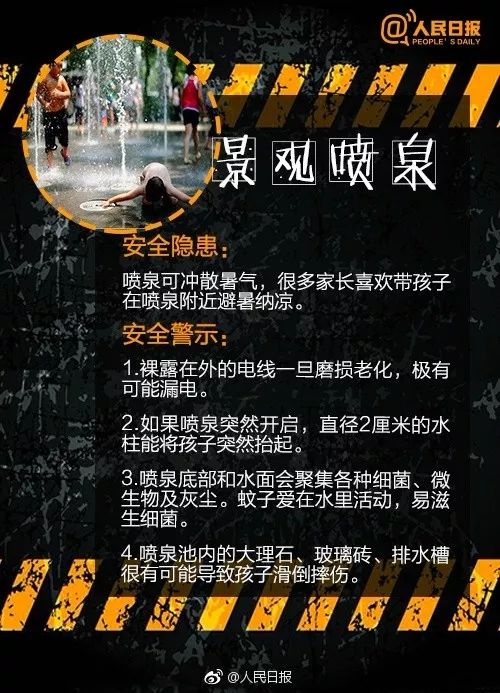 @人民日报
PEOPLE'S DAILY
景观喷泉
安全隐患：
喷泉可冲散暑气，很多家长喜欢带孩子
在喷泉附近避暑纳凉。
安全警示：
1.裸露在外的电线一旦磨损老化，极有
可能漏电。
2.如果喷泉突然开启，直径2厘米的水
柱能将孩子突然抬起。
3.喷泉底部和水面会聚集各种细菌、微
生物及灰尘。蚊子爱在水里活动，易滋
生细菌。
4.喷泉池内的大理石、玻璃砖、排水槽
很有可能导致孩子滑倒摔伤。
@人民日报